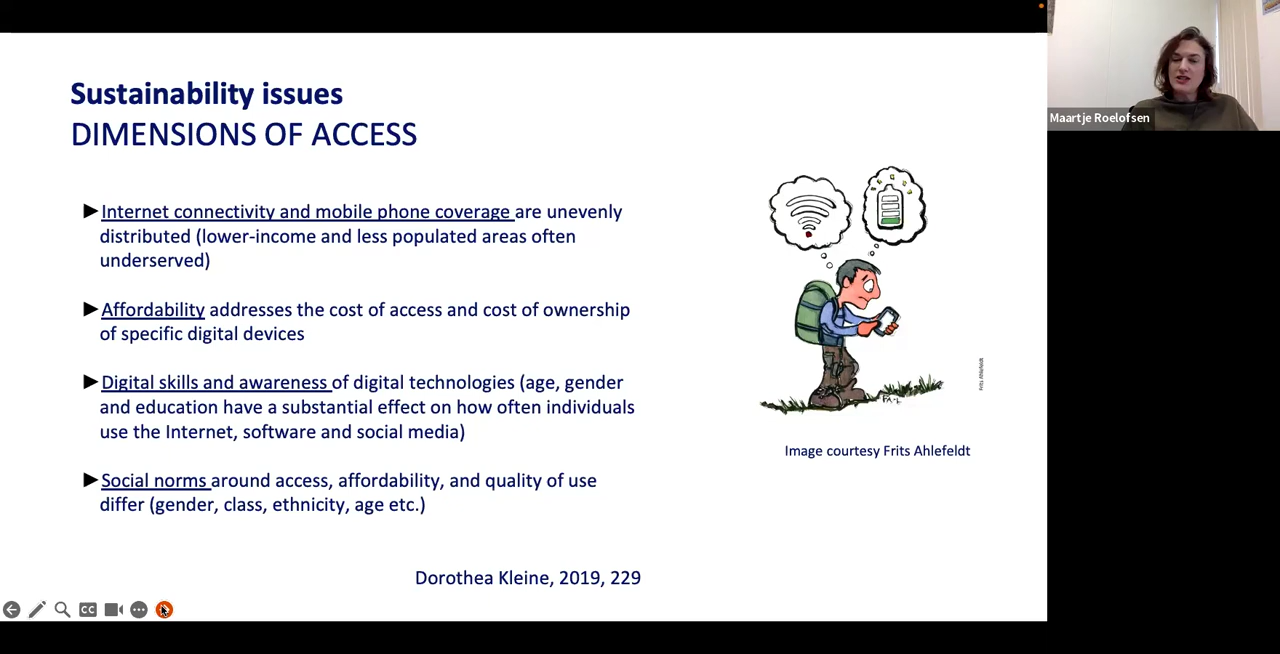 Sustainability issues
DIMENSIONS OF ACCESS
► Internet connectivity and mobile phone coverage are unevenly
distributed (lower-income and less populated areas often
underserved)
► Affordability addresses the cost of access and cost of ownership
of specific digital devices
► Digital skills and awareness of digital technologies (age, gender
and education have a substantial effect on how often individuals
use the Internet, software and social media)
► Social norms around access, affordability, and quality of use
differ (gender, class, ethnicity, age etc.)
Dorothea Kleine, 2019, 229
Frits Ahlefeldt
Image courtesy Frits Ahlefeldt
Maartje Roelofsen
CC